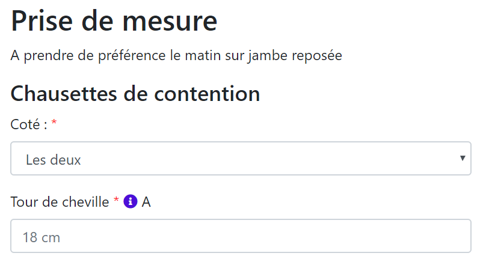 Prise de mesure
A prendre de préférence le matin sur jambe reposée
Chausettes de contention
Coté : *
Les deux
Tour de cheville * i A
18 cm